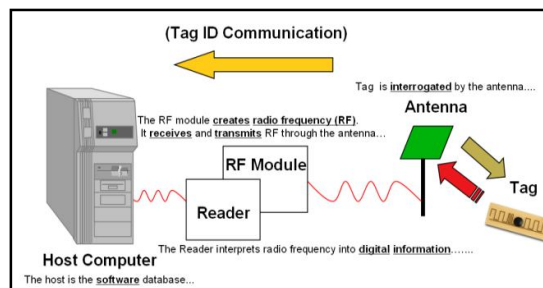 (Tag ID Communication)
Tag is interrogated by the antenna....
Antenna
The RF module creates radio frequency (RF).
It receives and transmits RF through the antenna...
RF Module
Reader
Tag
The Reader interprets radio frequency into digital information.......
Host Computer
The host is the software database...